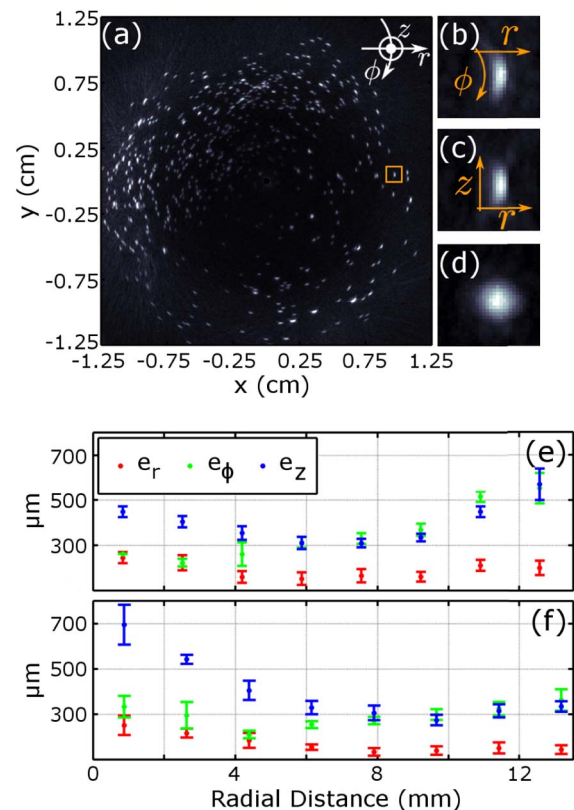 1.25
(a)
z
r
ϕ
0.75
0.25
-0.25
-0.75
-1.25
y (cm)
-1.25 -0.75 -0.25 0.25 0.75 1.25
x (cm)
(b)
r
ϕ
(c)
z
r
(d)
700
500
300
μm
e_r e_ϕ e_z
(e)
700
500
300
μm
(f)
0 4 8 12
Radial Distance (mm)